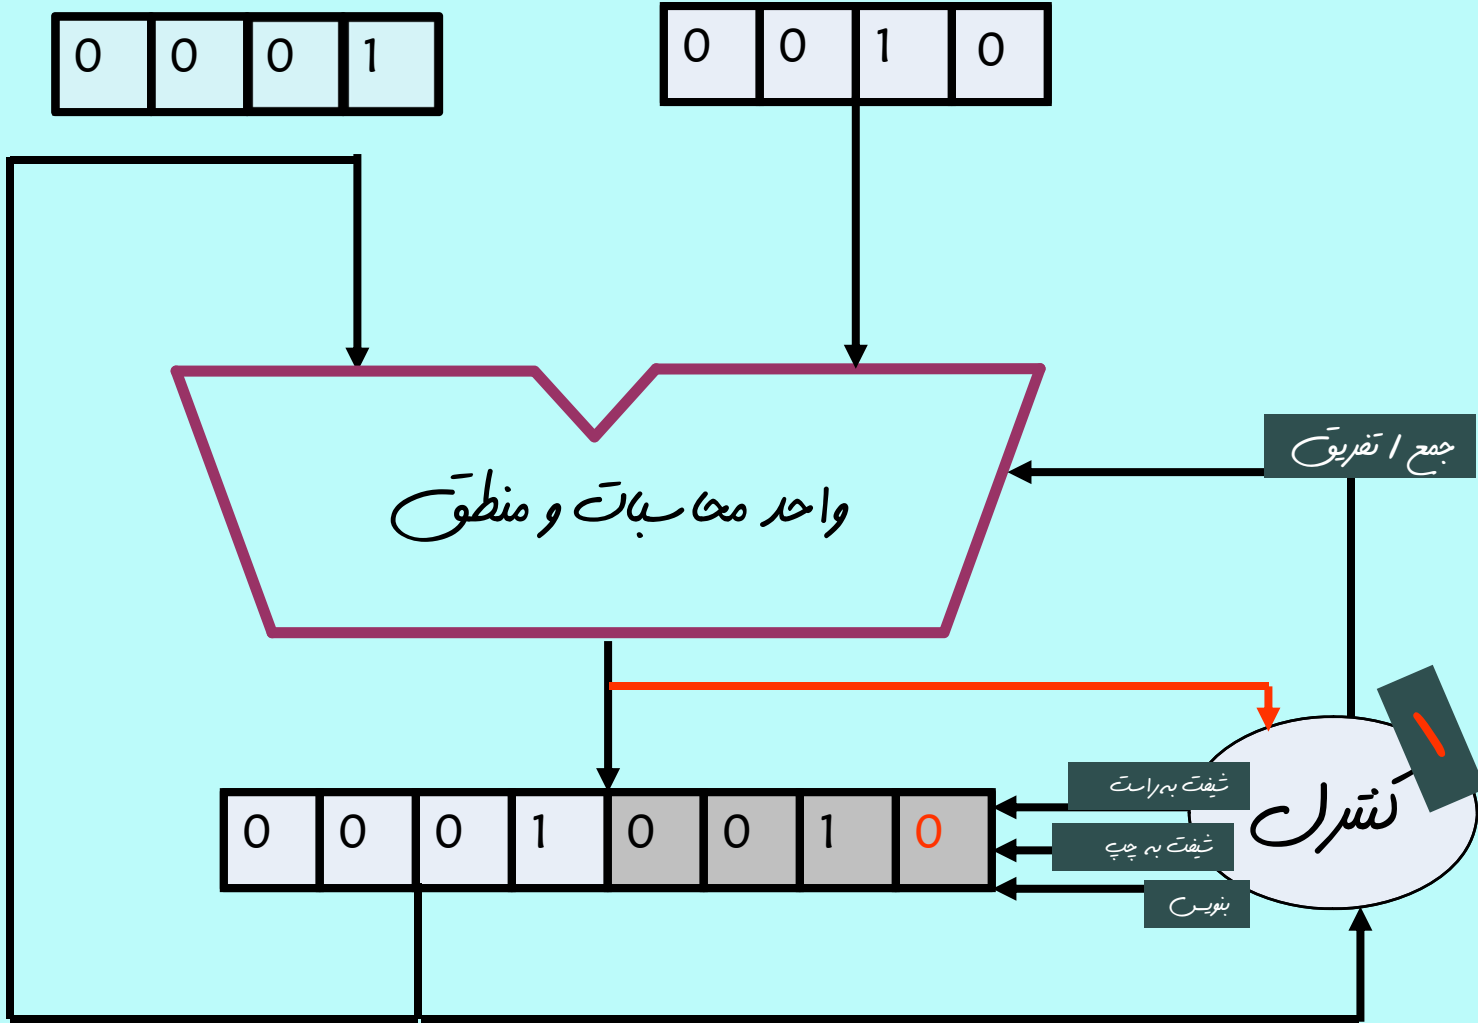 0 0 0 1
0 0 1 0
جمع / تفریق
واحد محاسبات و منطق
۱
شیفت به راست
کنترل
شیفت به چپ
بنویس
0 0 0 1 0 0 1 0